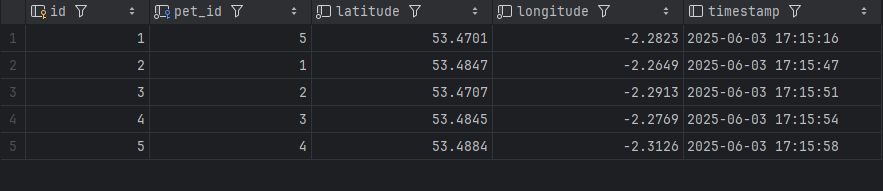 id pet_id latitude longitude timestamp
1 1 5 53.4701 -2.2823 2025-06-03 17:15:16
2 2 1 53.4847 -2.2649 2025-06-03 17:15:47
3 3 2 53.4707 -2.2913 2025-06-03 17:15:51
4 4 3 53.4845 -2.2769 2025-06-03 17:15:54
5 5 4 53.4884 -2.3126 2025-06-03 17:15:58